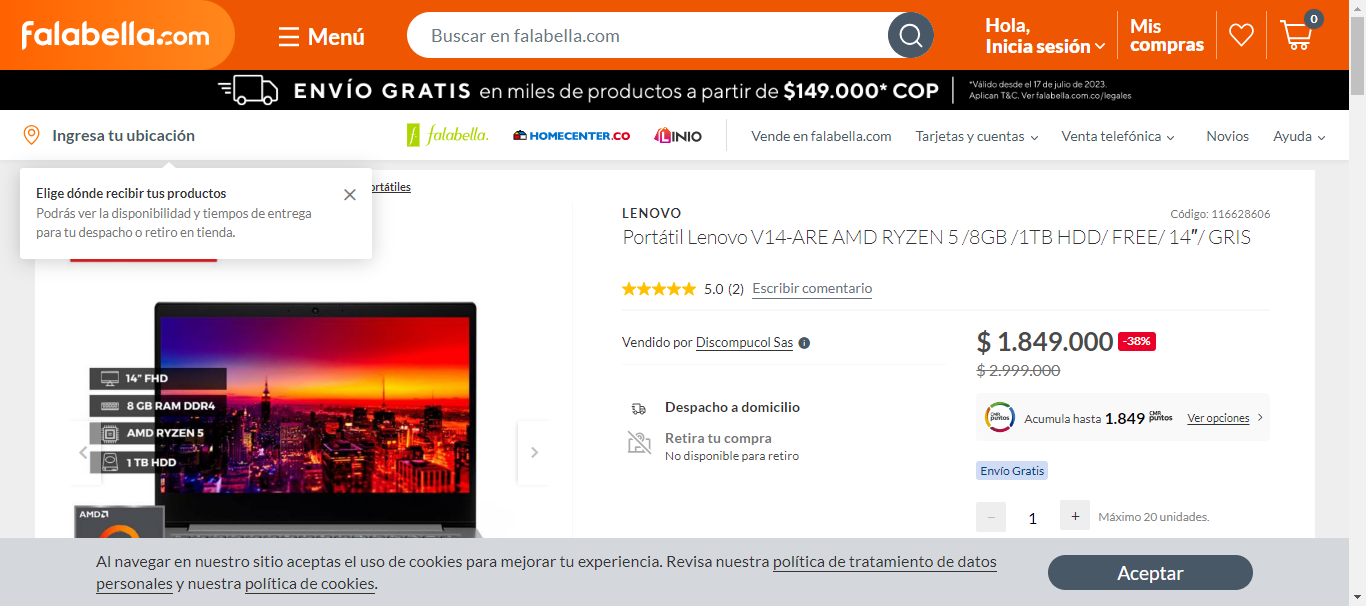 falabella.com
Menú
Buscar en falabella.com
Hola,
Inicia sesión
Mis
compras
0
ENVÍO GRATIS en miles de productos a partir de $149.000* COP
*Válido desde el 17 de julio de 2023.
Aplican T&C. Ver falabella.com.co/legales
Ingresa tu ubicación
falabella.
HOMECENTER.CO
LINIO
Vende en falabella.com
Tarjetas y cuentas
Venta telefónica
Novios
Ayuda
Elige dónde recibir tus productos
Podrás ver la disponibilidad y tiempos de entrega
para tu despacho o retiro en tienda.
ortátiles
LENOVO
Código: 116628606
Portátil Lenovo V14-ARE AMD RYZEN 5 /8GB /1TB HDD/ FREE/ 14″/ GRIS
5.0 (2) Escribir comentario
Vendido por Discompucol Sas
$ 1.849.000 -38%
$ 2.999.000
14" FHD
8 GB RAM DDR4
AMD RYZEN 5
1 TB HDD
AMD
Despacho a domicilio
Retira tu compra
No disponible para retiro
CMR puntos
Acumula hasta 1.849 CMR puntos Ver opciones
Envío Gratis
− 1 + Máximo 20 unidades.
Al navegar en nuestro sitio aceptas el uso de cookies para mejorar tu experiencia. Revisa nuestra política de tratamiento de datos
personales y nuestra política de cookies.
Aceptar